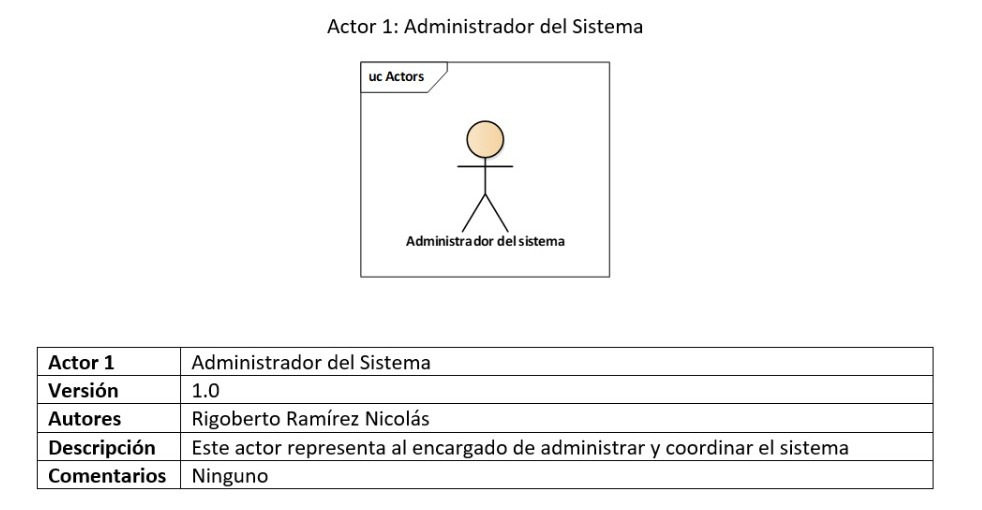 Actor 1: Administrador del Sistema
uc Actors
Administrador del sistema
Actor 1 Administrador del Sistema
Versión 1.0
Autores Rigoberto Ramírez Nicolás
Descripción Este actor representa al encargado de administrar y coordinar el sistema
Comentarios Ninguno